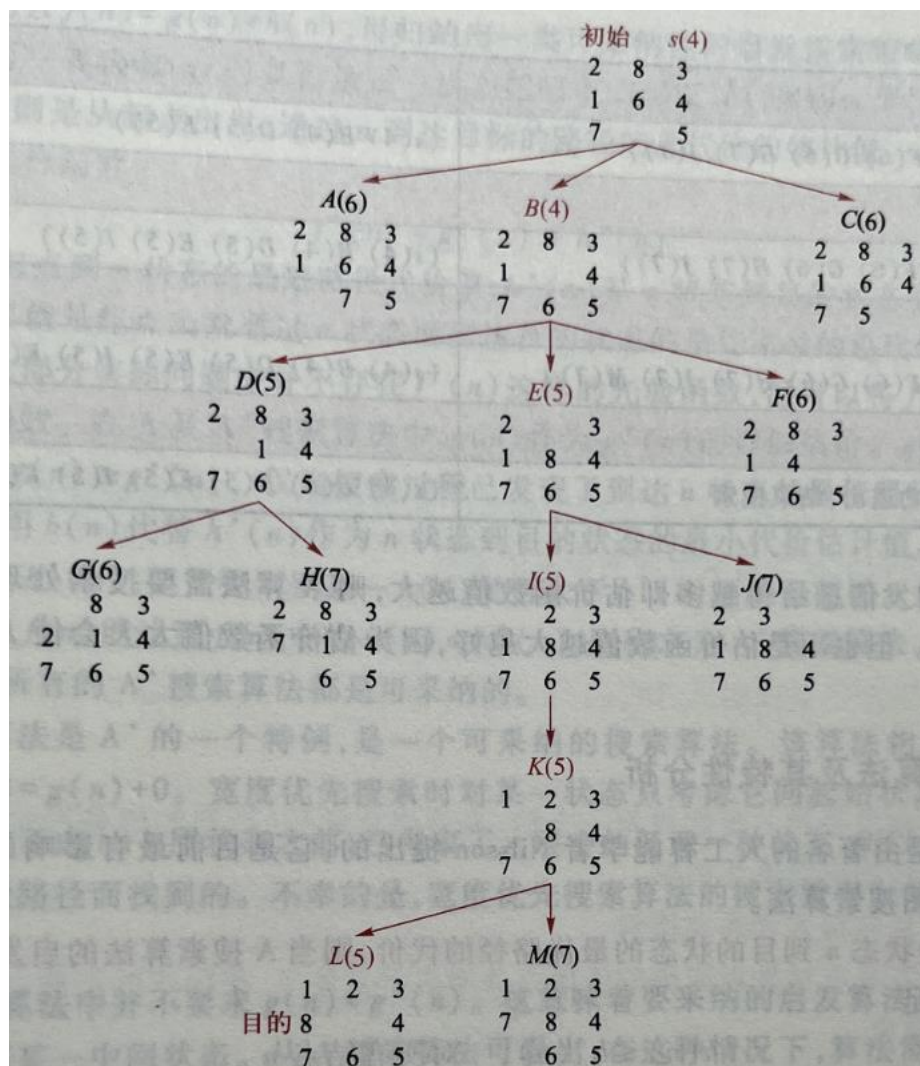 初始 s(4)
2 8 3
1 6 4
7 5
A(6) B(4) C(6)
2 8 3 2 8 3 2 8 3
1 6 4 1 4 1 6 4
7 5 7 6 5 7 5
D(5) E(5) F(6)
2 8 3 2 3 2 8 3
1 4 1 8 4 1 4
7 6 5 7 6 5 7 6 5
G(6) H(7) I(5) J(7)
8 3 2 8 3 2 3 2 3
2 1 4 7 1 4 1 8 4 1 8 4
7 6 5 6 5 7 6 5 7 6 5
K(5)
1 2 3
8 4
7 6 5
L(5) M(7)
1 2 3 1 2 3
目的 8 4 7 8 4
7 6 5 6 5